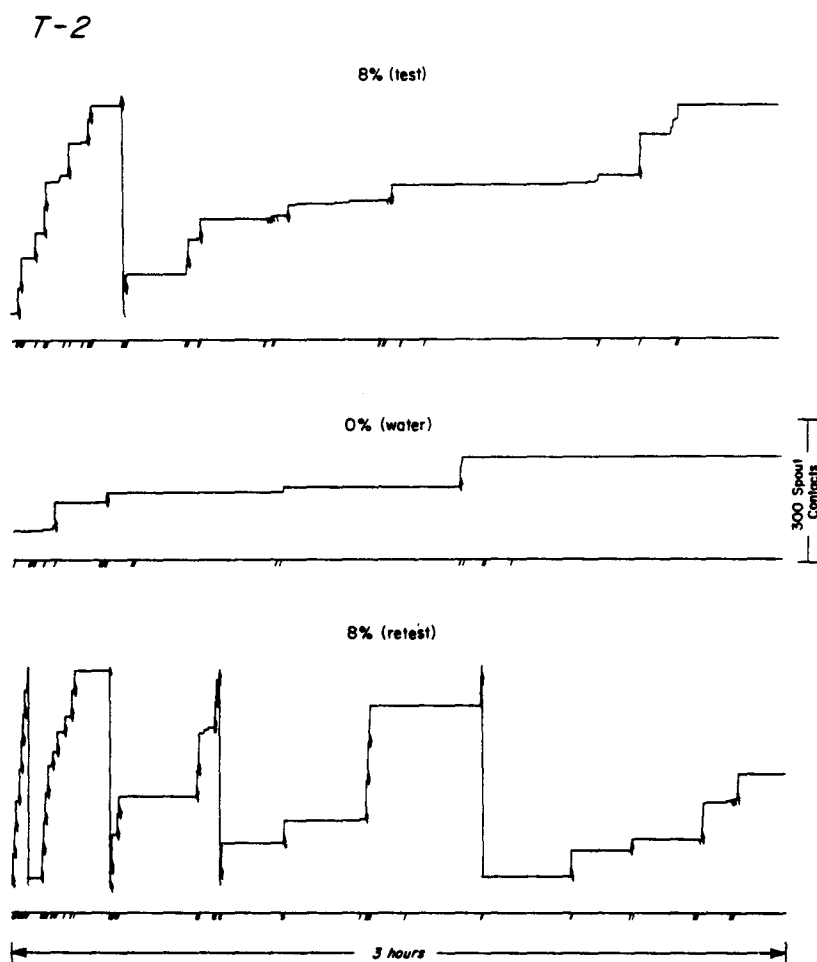 T-2
8% (test)
0% (water)
300 Spout
Contacts
8% (retest)
3 hours